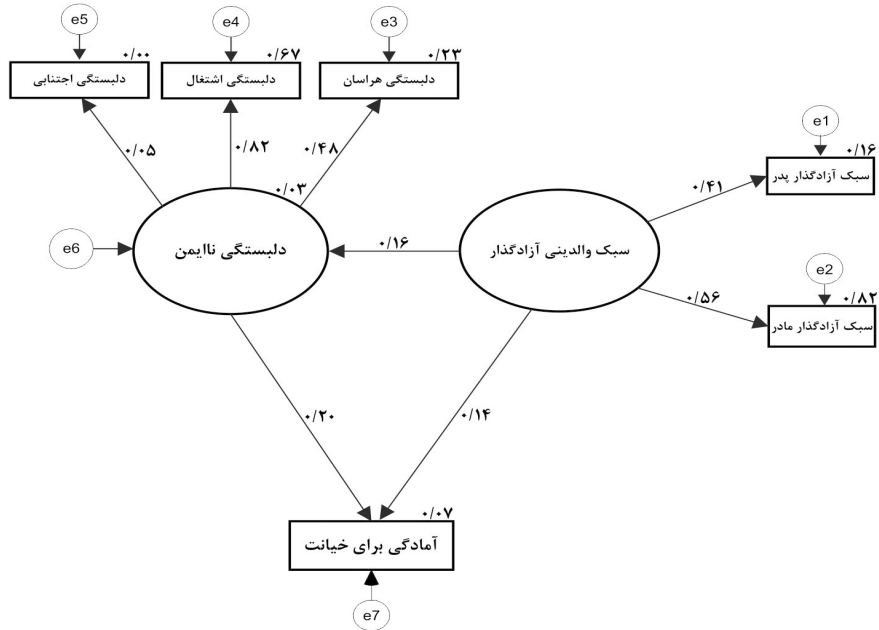 e5
e4
e3
۰/۰۰
۰/۶۷
۰/۲۳
دلبستگی اجتنابی
دلبستگی اشتغال
دلبستگی هراسان
e1
۰/۱۶
سبک آزادگذار پدر
۰/۰۵
۰/۸۲
۰/۴۸
۰/۴۱
۰/۰۳
e6
دلبستگی ناایمن
۰/۱۶
سبک والدینی آزادگذار
e2
۰/۸۲
۰/۵۶
سبک آزادگذار مادر
۰/۲۰
۰/۱۴
۰/۰۷
آمادگی برای خیانت
e7